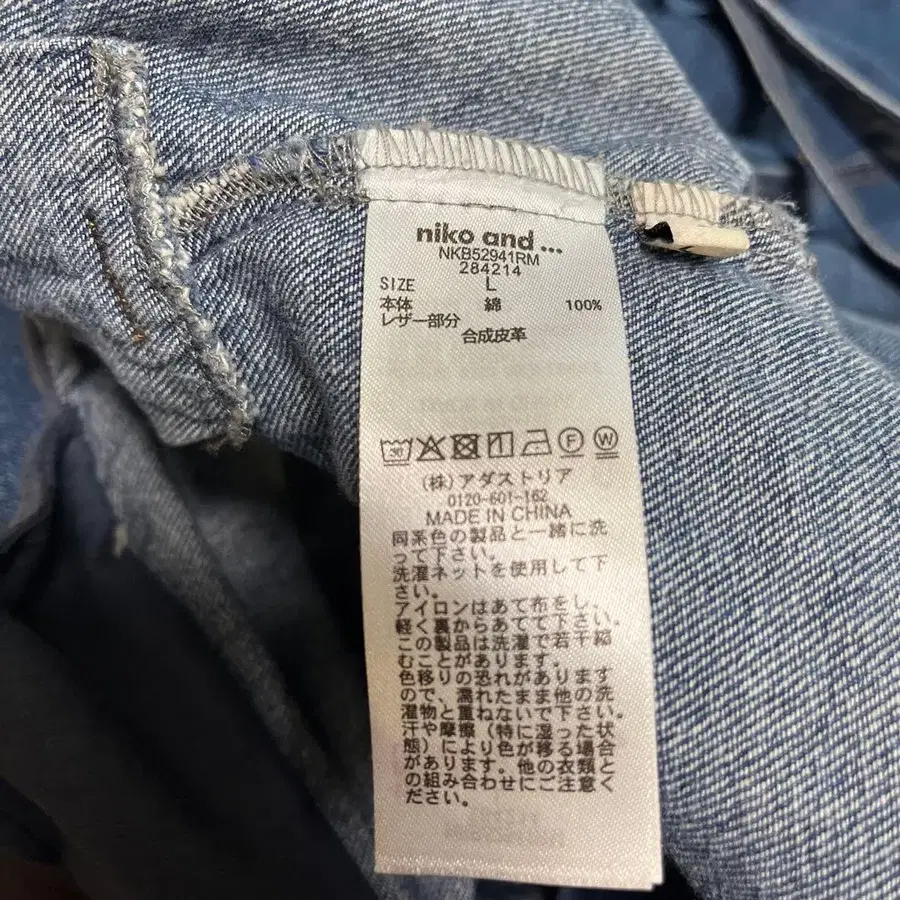 niko and ...
NKB52941RM
284214
SIZE L
本体 綿 100%
レザー部分
合成皮革
30
F W
(株)アダストリア
0120-601-162
MADE IN CHINA
同系色の製品と一緒に洗
って下さい。
洗濯ネットを使用して下
さい。
アイロンはあて布をし、
軽く裏からあてて下さい。
この製品は洗濯で若干縮
むことがあります。
色移りの恐れがあります
ので、濡れたまま他の洗
濯物と重ねないで下さい。
汗や摩擦(特に湿った状
態)により色が移る場合
があります。他の衣類と
の組み合わせにご注意く
ださい。